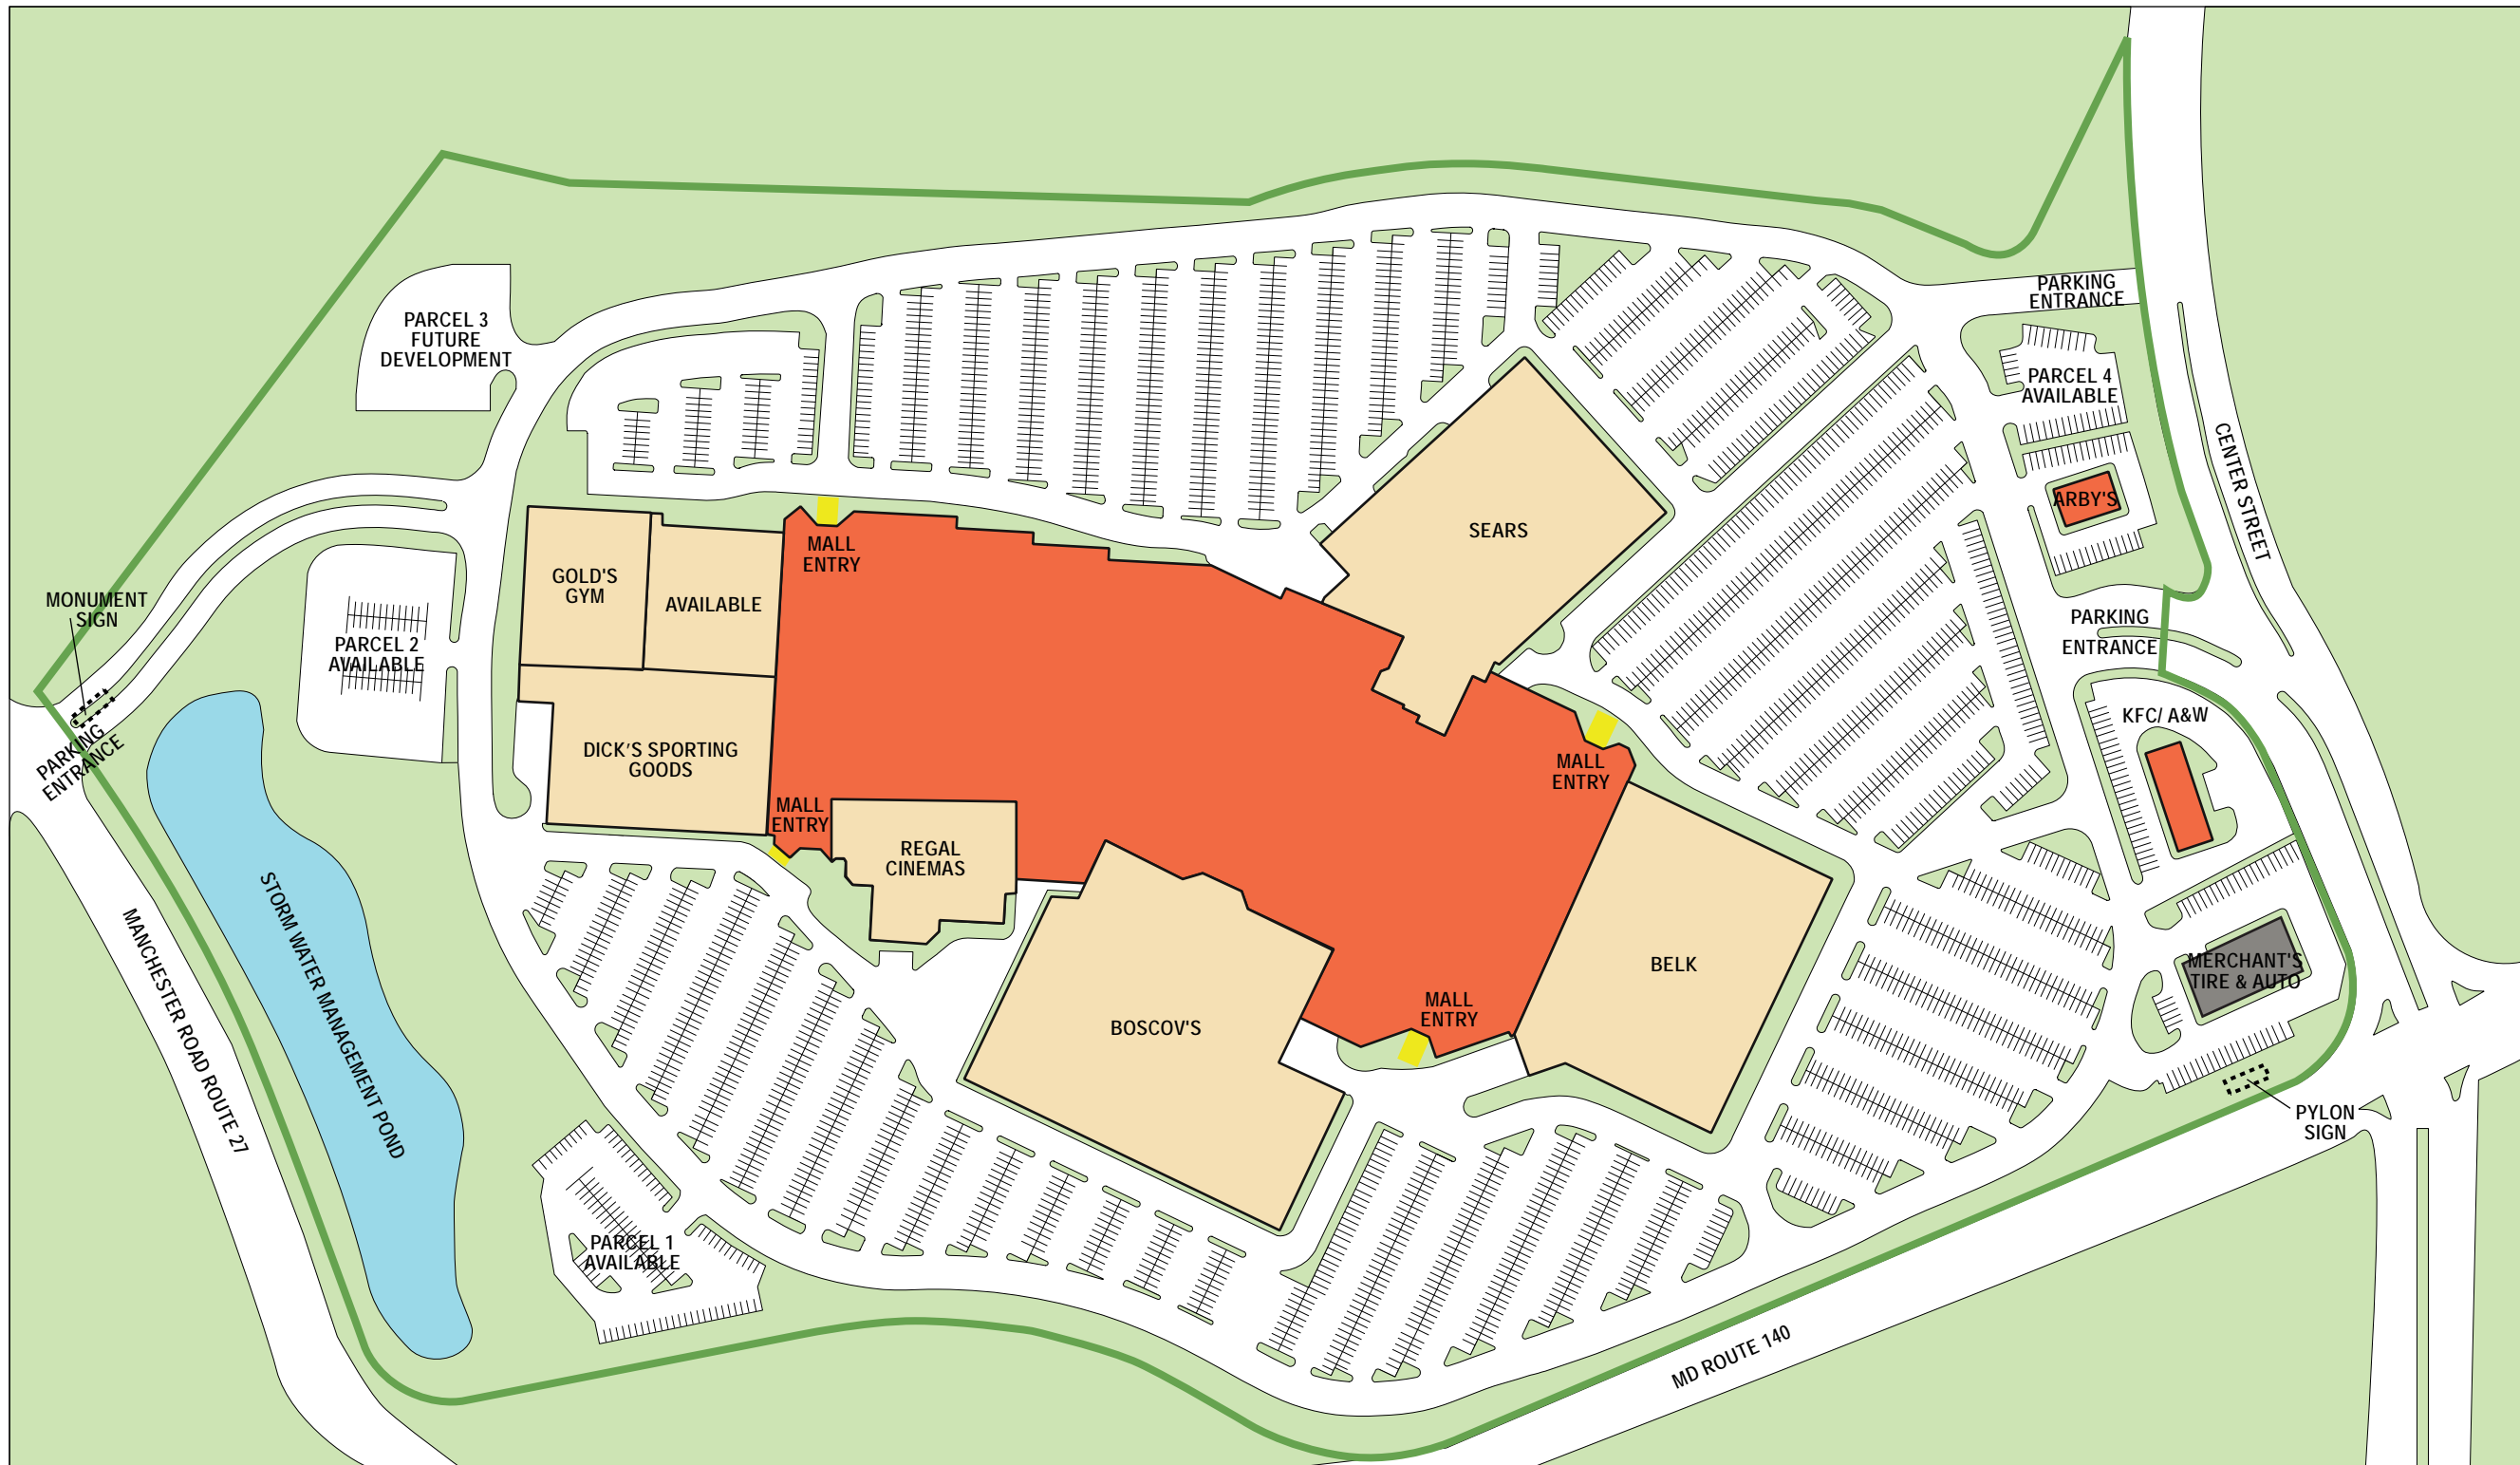 PARKING
ENTRANCE
PARCEL 3
FUTURE
DEVELOPMENT
PARCEL 4
AVAILABLE
CENTER STREET
ARBY'S
SEARS
MALL
ENTRY
GOLD'S
GYM
AVAILABLE
MONUMENT
SIGN
PARCEL 2
AVAILABLE
PARKING
ENTRANCE
KFC/ A&W
PARKING
ENTRANCE
DICK'S SPORTING
GOODS
MALL
ENTRY
MALL
ENTRY
REGAL
CINEMAS
STORM WATER MANAGEMENT POND
MANCHESTER ROAD ROUTE 27
BELK
MERCHANT'S
TIRE & AUTO
MALL
ENTRY
BOSCOV'S
PYLON
SIGN
PARCEL 1
AVAILABLE
MD ROUTE 140